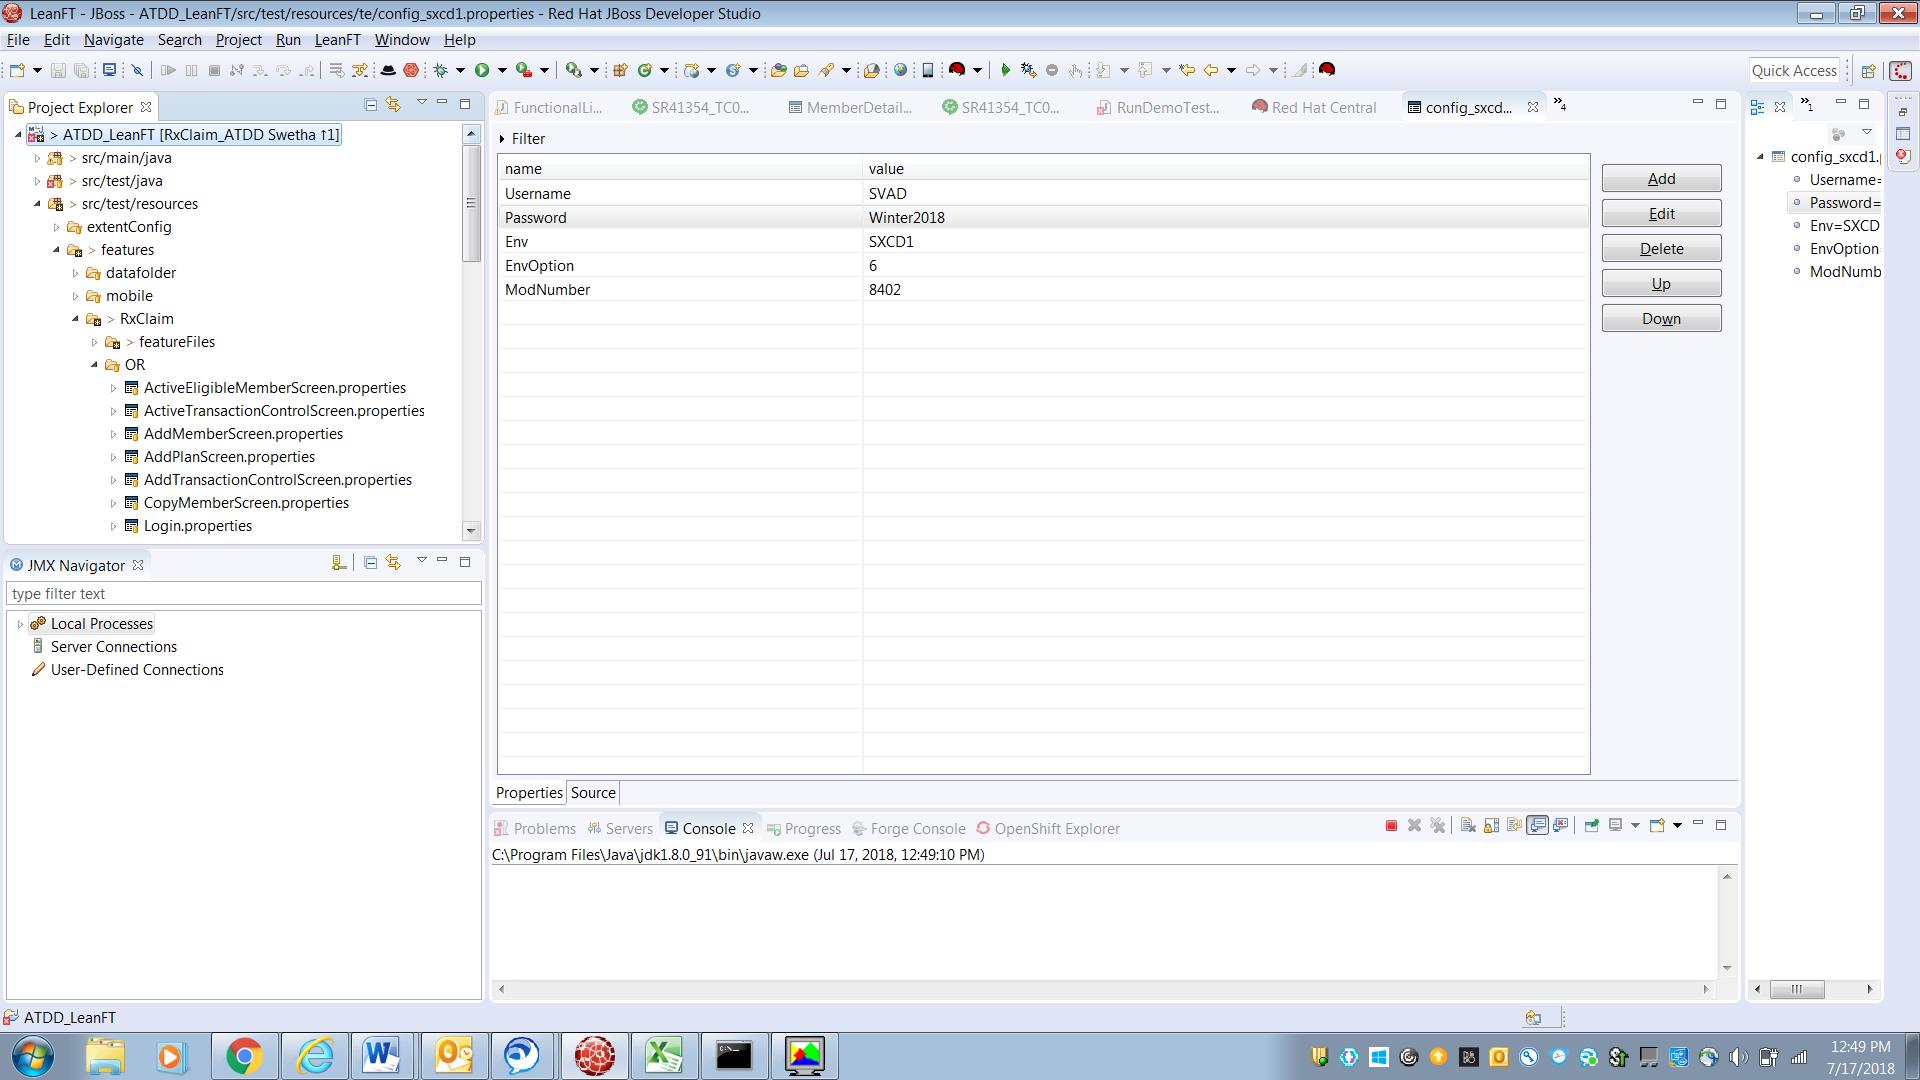 LeanFT - JBoss - ATDD_LeanFT/src/test/resources/te/config_sxcd1.properties - Red Hat JBoss Developer Studio
File Edit Navigate Search Project Run LeanFT Window Help
Quick Access
Project Explorer
> ATDD_LeanFT [RxClaim_ATDD Swetha ↑1]
> src/main/java
> src/test/java
> src/test/resources
extentConfig
> features
datafolder
mobile
> RxClaim
> featureFiles
OR
ActiveEligibleMemberScreen.properties
ActiveTransactionControlScreen.properties
AddMemberScreen.properties
AddPlanScreen.properties
AddTransactionControlScreen.properties
CopyMemberScreen.properties
Login.properties
JMX Navigator
type filter text
Local Processes
Server Connections
User-Defined Connections
FunctionalLi... SR41354_TC0... MemberDetail... SR41354_TC0... RunDemoTest... Red Hat Central config_sxcd... »4
Filter
name value
Username SVAD
Password Winter2018
Env SXCD1
EnvOption 6
ModNumber 8402
Add
Edit
Delete
Up
Down
Properties Source
»1
config_sxcd1.
Username=
Password=
Env=SXCD
EnvOption
ModNumb
Problems Servers Console Progress Forge Console OpenShift Explorer
C:\Program Files\Java\jdk1.8.0_91\bin\javaw.exe (Jul 17, 2018, 12:49:10 PM)
ATDD_LeanFT
12:49 PM
7/17/2018